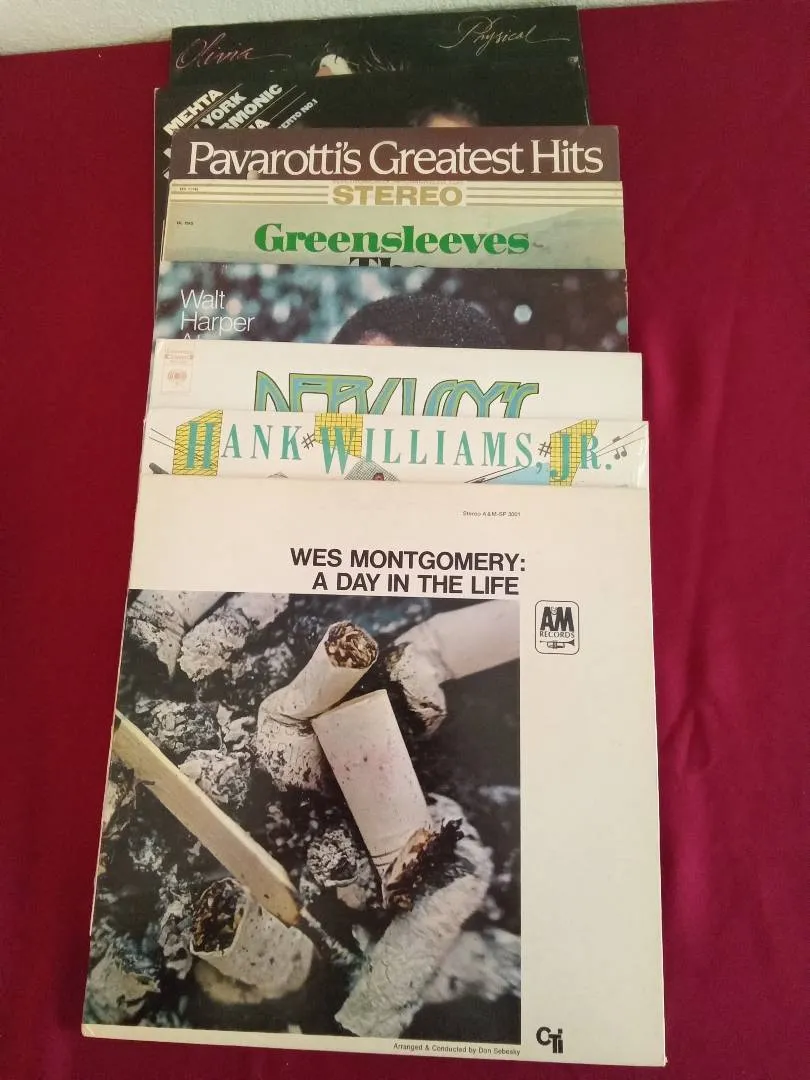 Olivia
Physical
MEHTA
YORK
Pavarotti's Greatest Hits
STEREO
Greensleeves
Walt
Harper
HANK WILLIAMS, JR.
Stereo A&M-SP 3001
WES MONTGOMERY:
A DAY IN THE LIFE
A&M
RECORDS
Arranged & Conducted by Don Sebesky
CTi